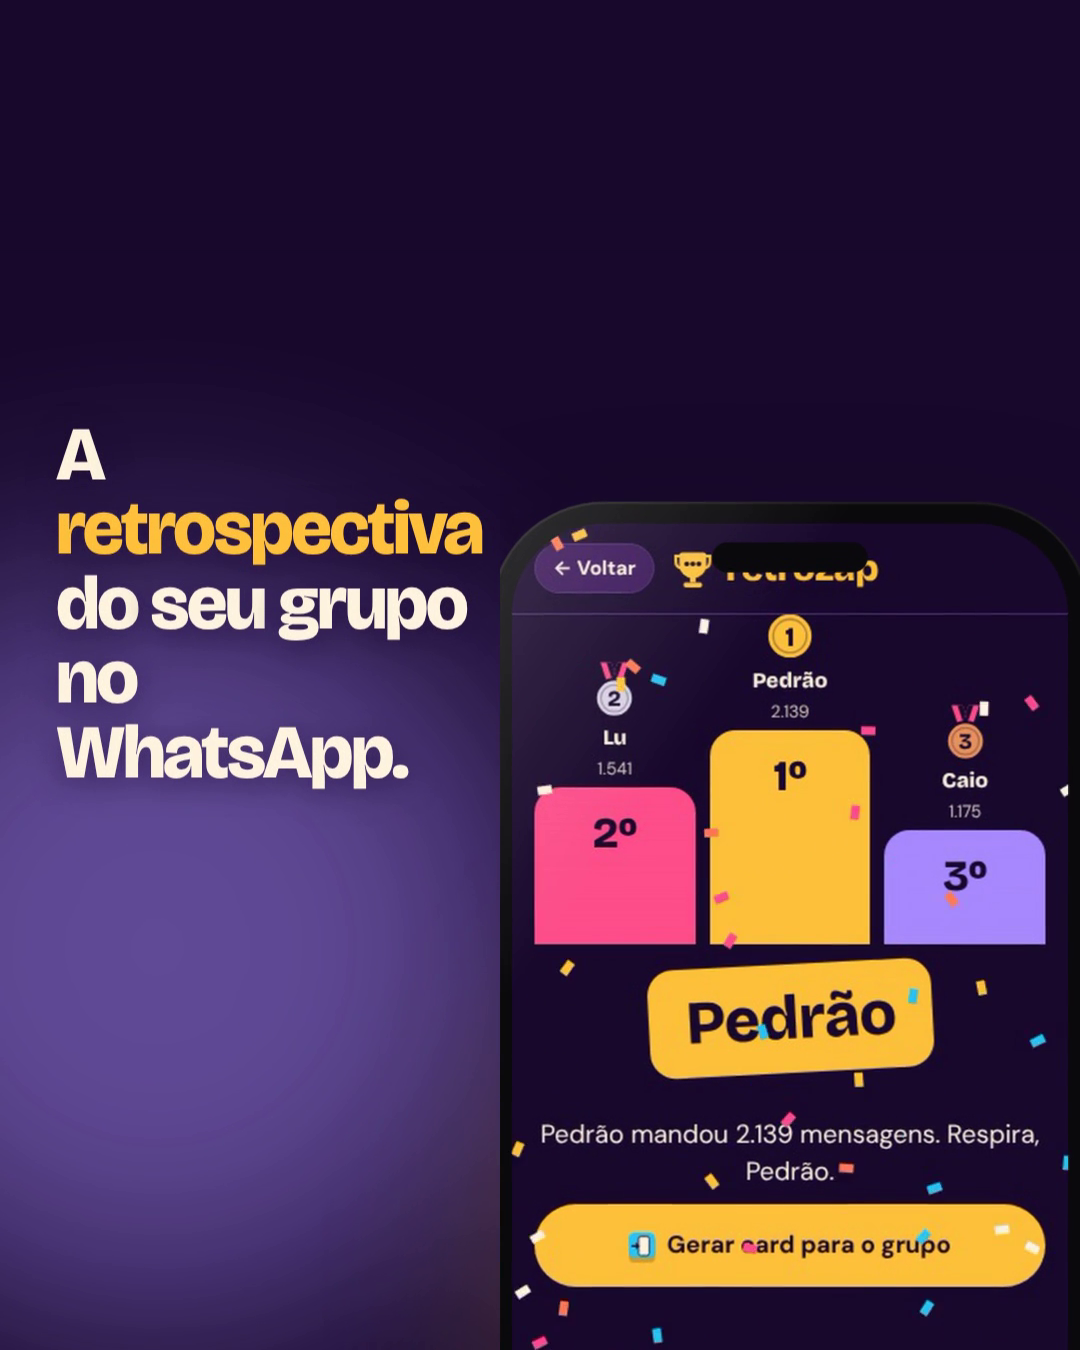 A
retrospectiva
do seu grupo
no
WhatsApp.
← Voltar
retrozap
1
Pedrão
2.139
2
Lu
1.541
3
Caio
1.175
1º
2º
3º
Pedrão
Pedrão mandou 2.139 mensagens. Respira,
Pedrão.
Gerar card para o grupo